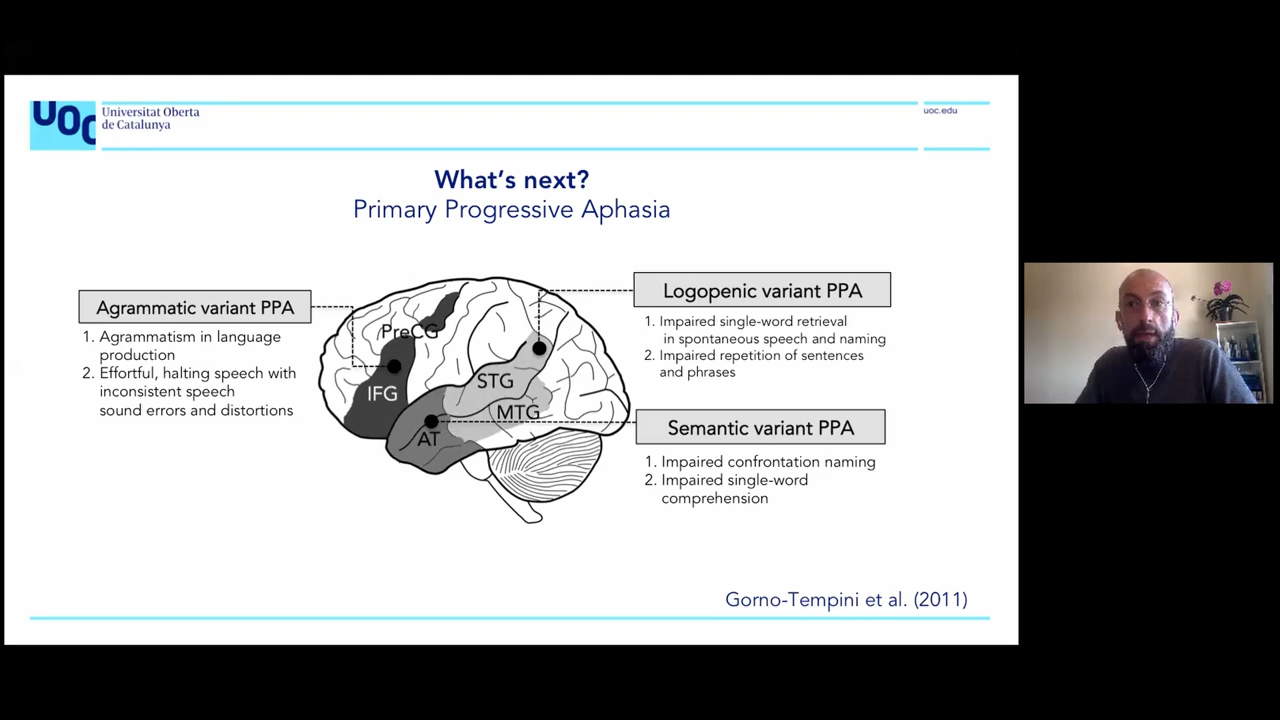 UOC
Universitat Oberta
de Catalunya
uoc.edu
What's next?
Primary Progressive Aphasia
Agrammatic variant PPA
1. Agrammatism in language
production
2. Effortful, halting speech with
inconsistent speech
sound errors and distortions
PreCG
IFG
STG
MTG
AT
Logopenic variant PPA
1. Impaired single-word retrieval
in spontaneous speech and naming
2. Impaired repetition of sentences
and phrases
Semantic variant PPA
1. Impaired confrontation naming
2. Impaired single-word
comprehension
Gorno-Tempini et al. (2011)